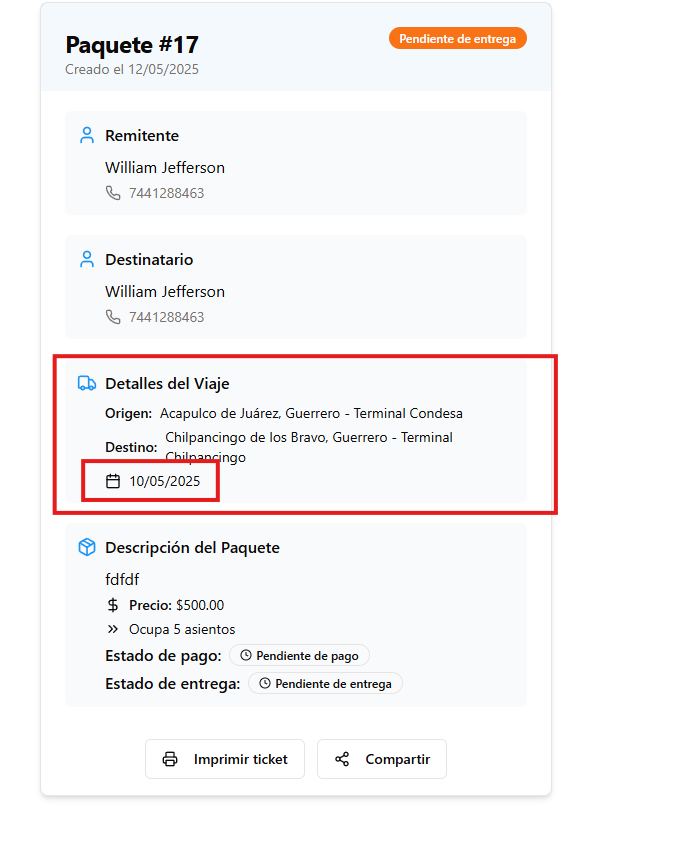 Paquete #17
Pendiente de entrega
Creado el 12/05/2025
Remitente
William Jefferson
7441288463
Destinatario
William Jefferson
7441288463
Detalles del Viaje
Origen: Acapulco de Juárez, Guerrero - Terminal Condesa
Destino: Chilpancingo de los Bravo, Guerrero - Terminal
Chilpancingo
10/05/2025
Descripción del Paquete
fdfdf
$ Precio: $500.00
Ocupa 5 asientos
Estado de pago: Pendiente de pago
Estado de entrega: Pendiente de entrega
Imprimir ticket
Compartir